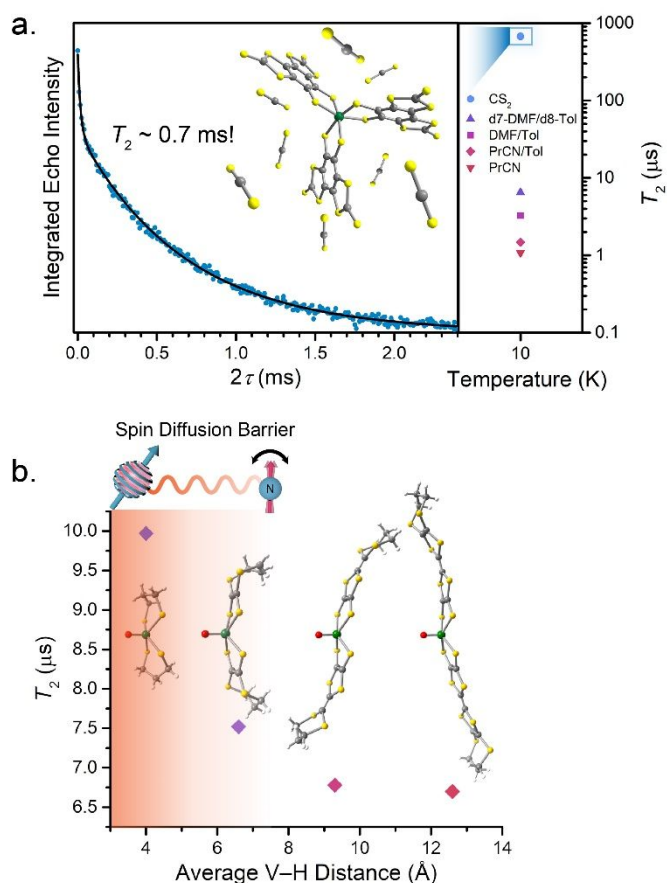 a.
Integrated Echo Intensity
T2 ~ 0.7 ms!
0.0 0.5 1.0 1.5 2.0
2τ (ms)
CS2
d7-DMF/d8-Tol
DMF/Tol
PrCN/Tol
PrCN
10
Temperature (K)
1000
100
10
1
0.1
T2 (μs)
b.
Spin Diffusion Barrier
N
10.0
9.5
9.0
8.5
8.0
7.5
7.0
6.5
T2 (μs)
4 6 8 10 12 14
Average V–H Distance (Å)